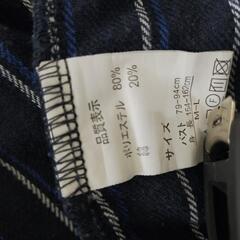 品質表示
ポリエステル 80%
綿 20%
サイズ
バスト 79-94cm
身長 154-162cm
M-L
F